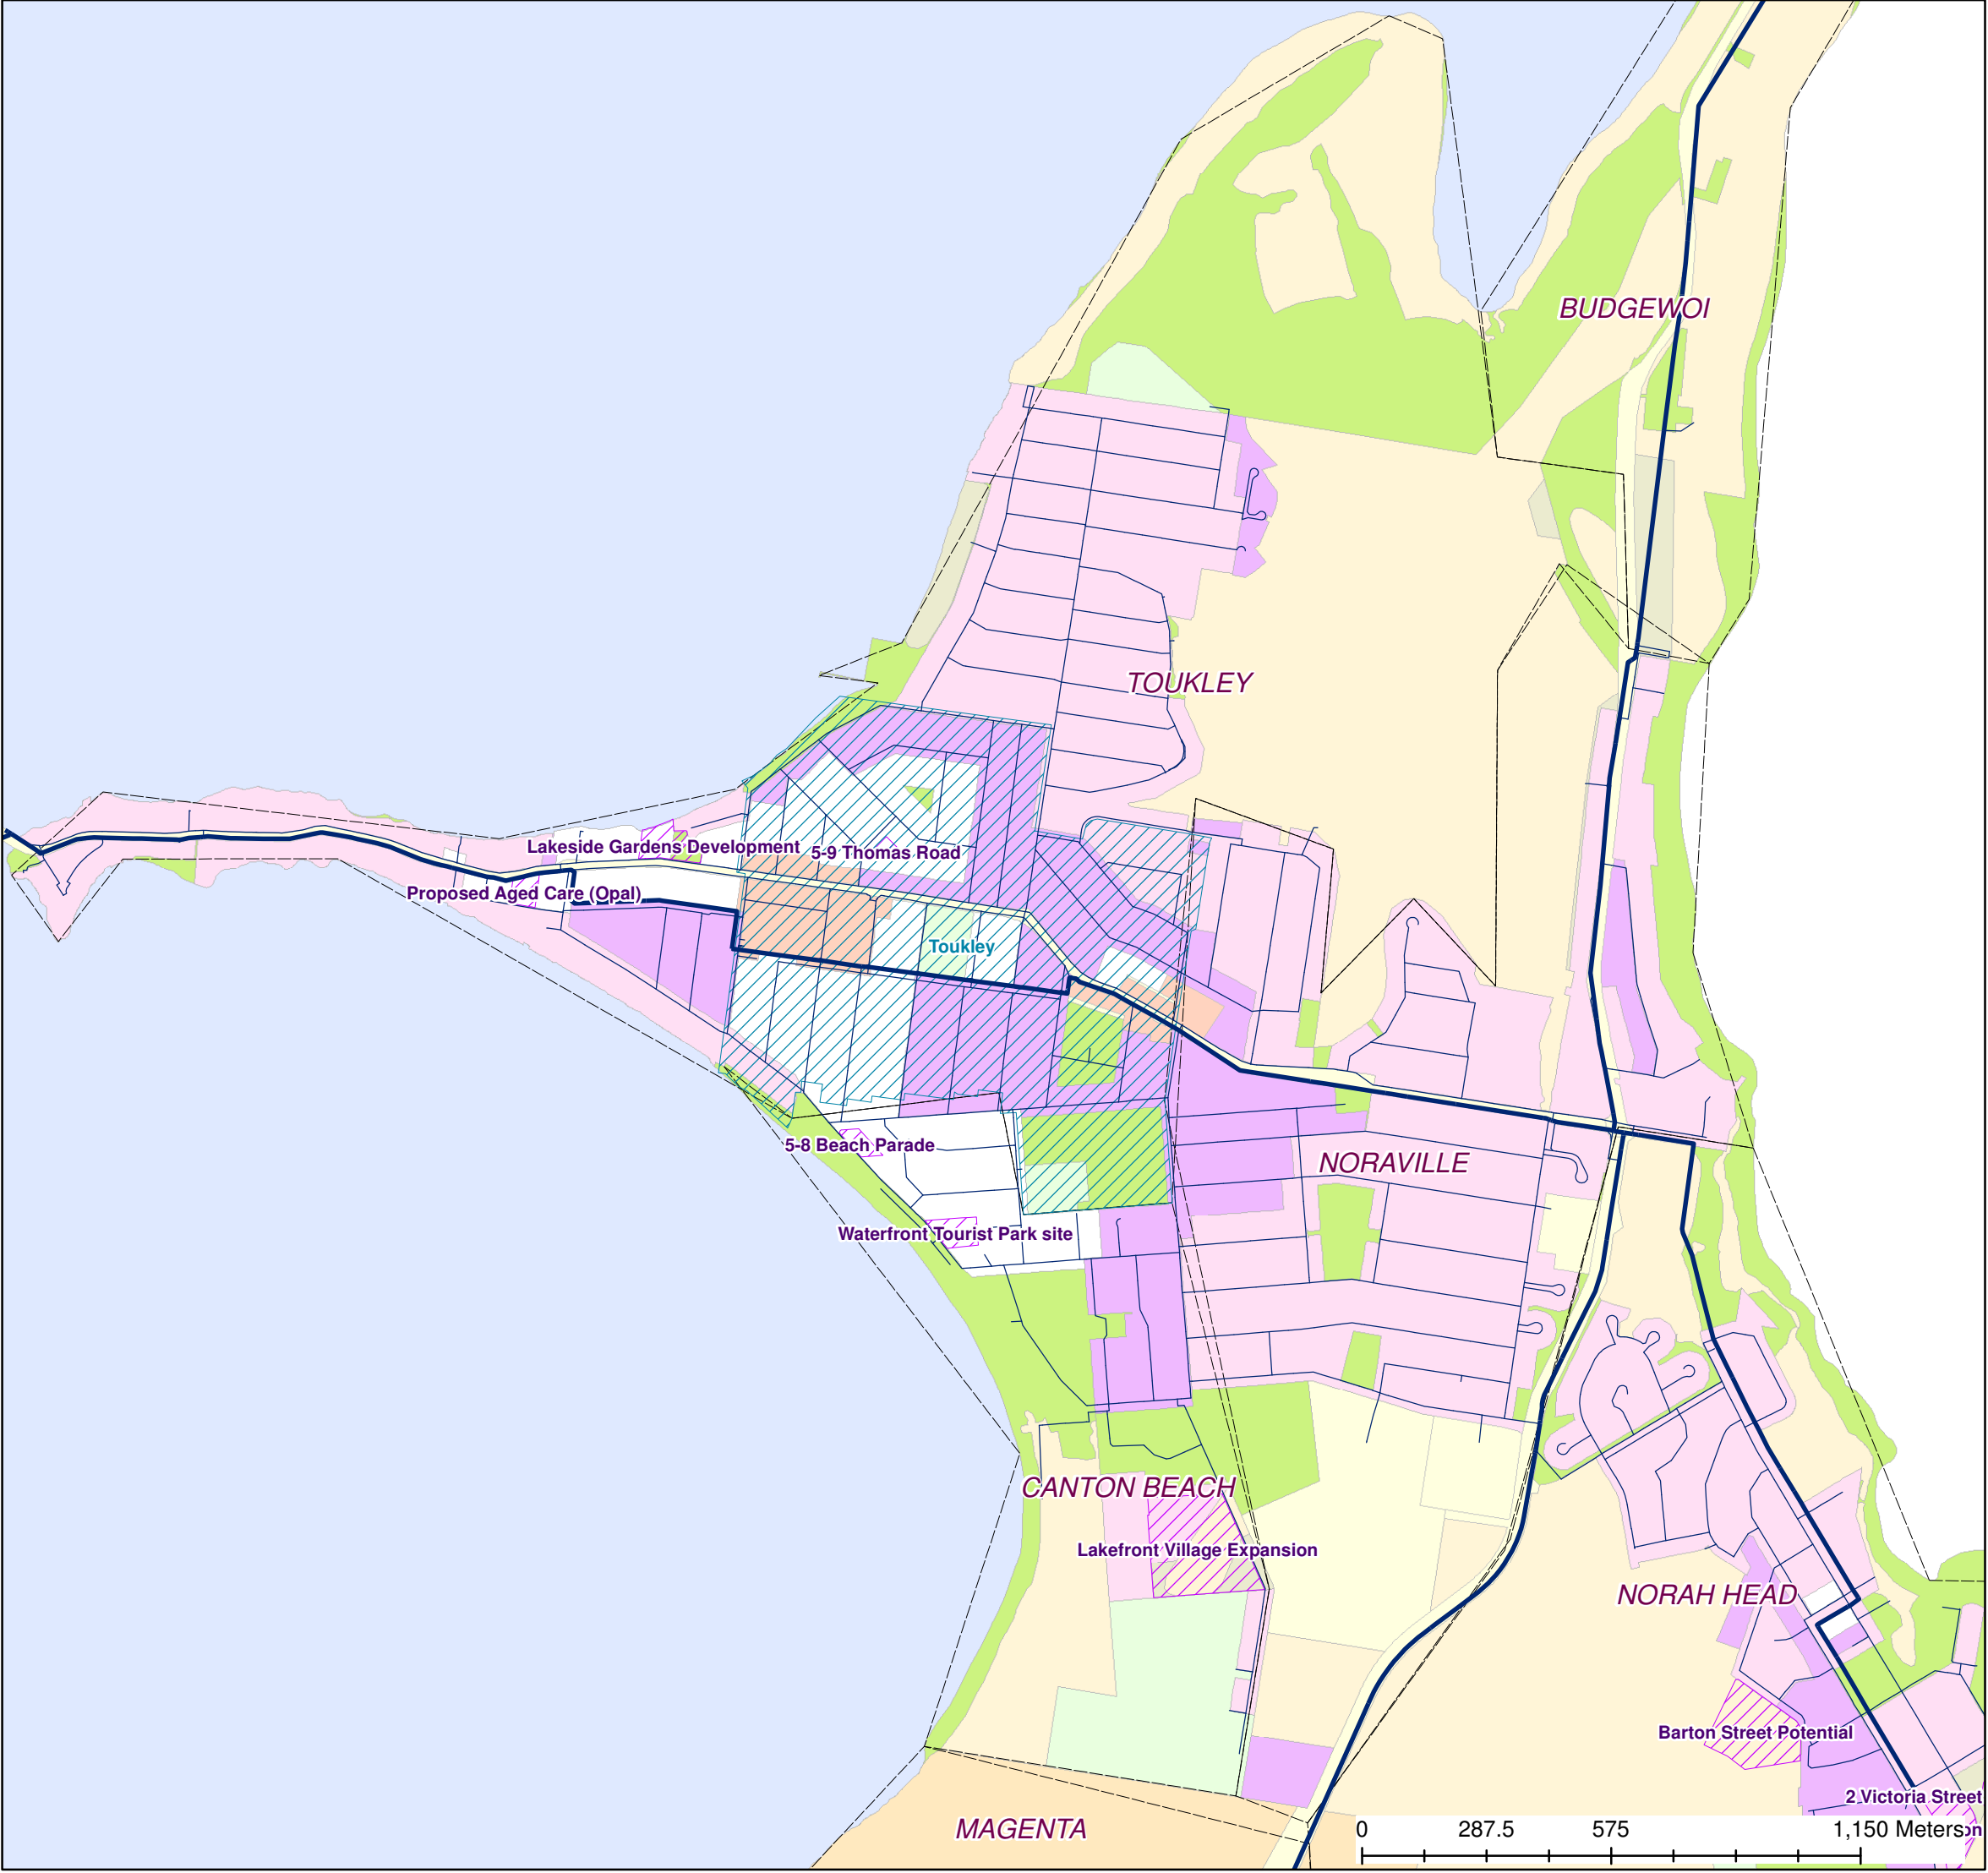 BUDGEWOI
TOUKLEY
Lakeside Gardens Development
5-9 Thomas Road
Proposed Aged Care (Opal)
Toukley
5-8 Beach Parade
NORAVILLE
Waterfront Tourist Park site
CANTON BEACH
Lakefront Village Expansion
NORAH HEAD
Barton Street Potential
2 Victoria Street
MAGENTA
0 287.5 575 1,150 Meters